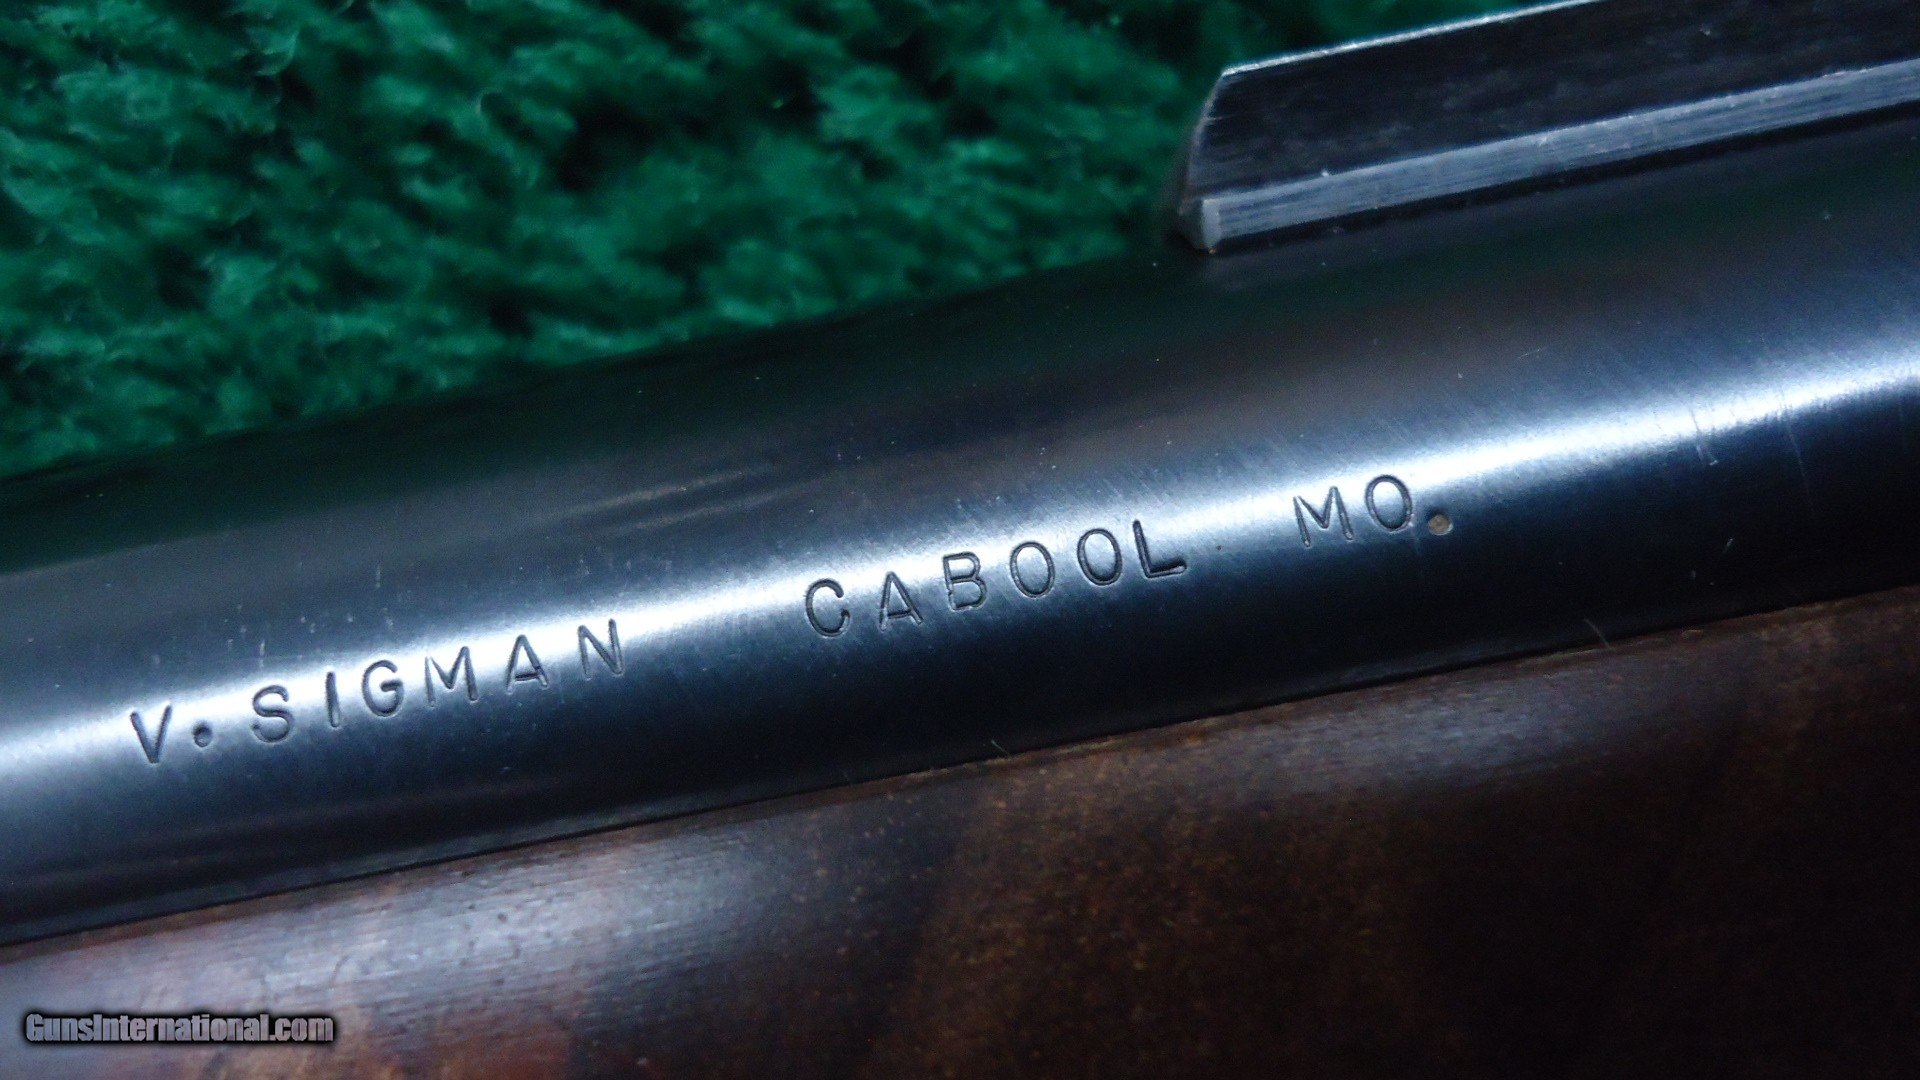 V. SIGMAN CABOOL MO.
GunsInternational.com